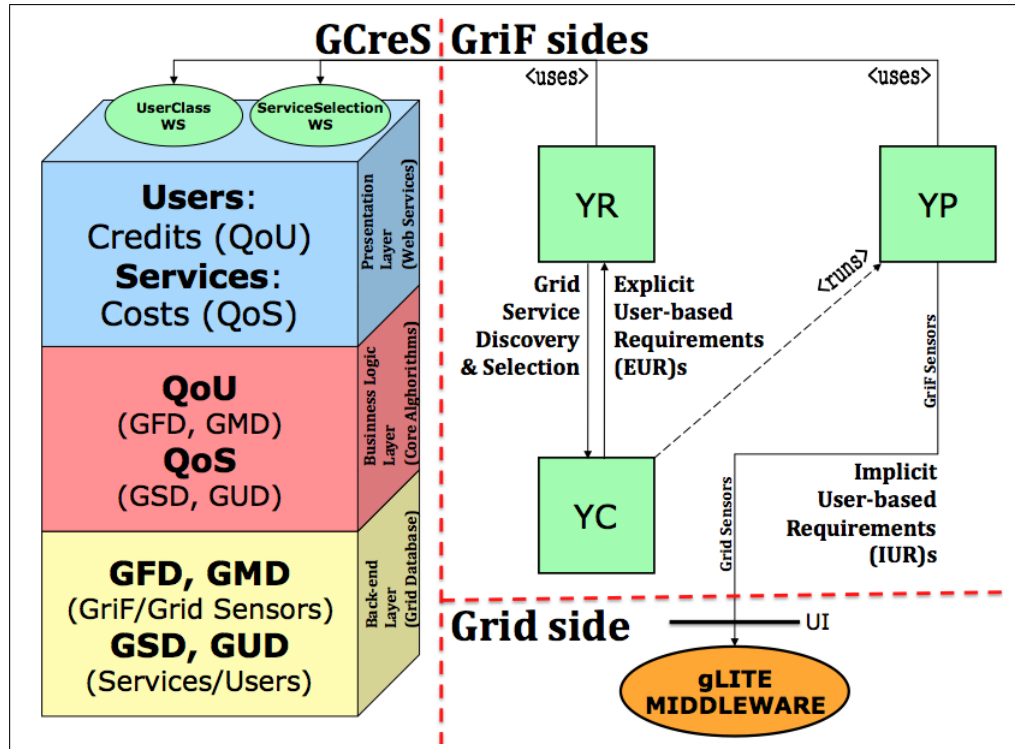 GCreS GriF sides
<uses>
<uses>
UserClass
WS
ServiceSelection
WS
Users:
Credits (QoU)
Services:
Costs (QoS)
Presentation
Layer
(Web Services)
QoU
(GFD, GMD)
QoS
(GSD, GUD)
Businness Logic
Layer
(Core Alghorithms)
GFD, GMD
(GriF/Grid Sensors)
GSD, GUD
(Services/Users)
Back-end
Layer
(Grid Database)
YR
YP
Grid
Service
Discovery
& Selection
Explicit
User-based
Requirements
(EUR)s
<runs>
GriF Sensors
YC
Grid Sensors
Implicit
User-based
Requirements
(IUR)s
Grid side
UI
gLITE
MIDDLEWARE